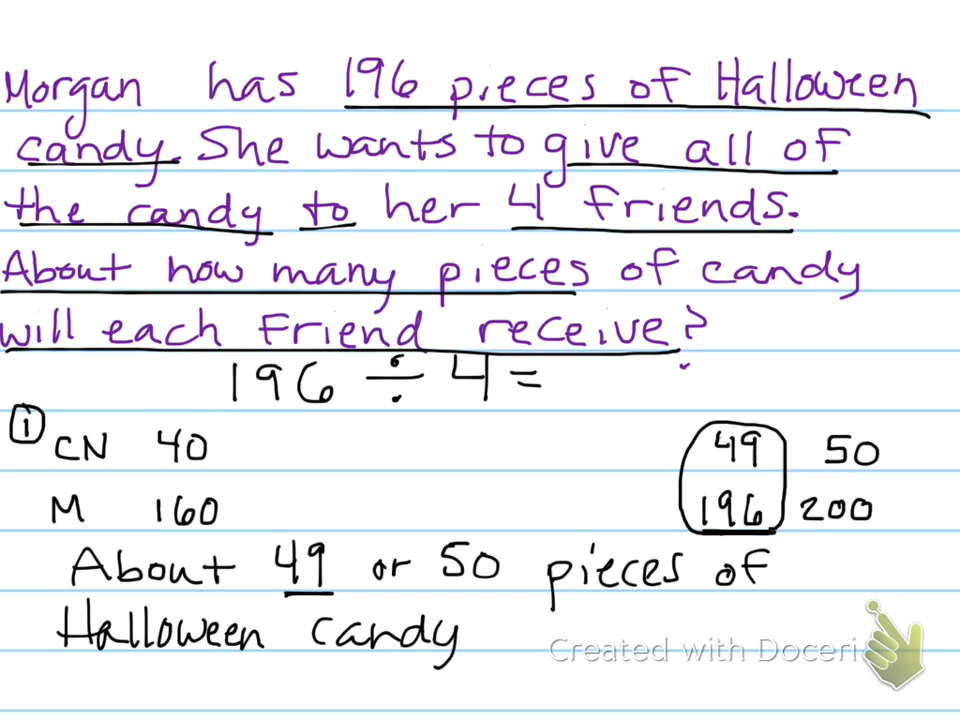 Morgan has 196 pieces of Halloween
candy. She wants to give all of
the candy to her 4 friends.
About how many pieces of candy
will each Friend receive?
196 ÷ 4 =
①
CN 40 49 50
M 160 196 200
About 49 or 50 pieces of
Halloween candy
Created with Doceri